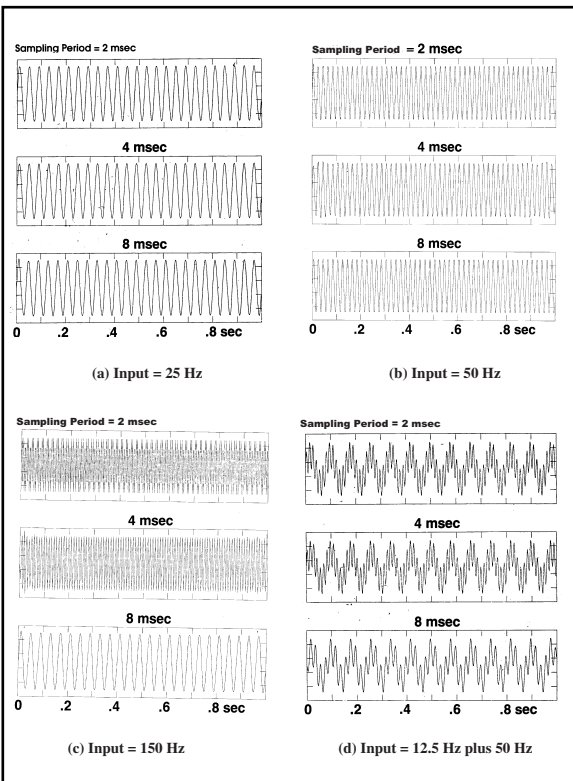 Sampling Period = 2 msec
4 msec
8 msec
0 .2 .4 .6 .8 sec
(a) Input = 25 Hz
Sampling Period = 2 msec
4 msec
8 msec
0 .2 .4 .6 .8 sec
(b) Input = 50 Hz
Sampling Period = 2 msec
4 msec
8 msec
0 .2 .4 .6 .8 sec
(c) Input = 150 Hz
Sampling Period = 2 msec
4 msec
8 msec
0 .2 .4 .6 .8 sec
(d) Input = 12.5 Hz plus 50 Hz